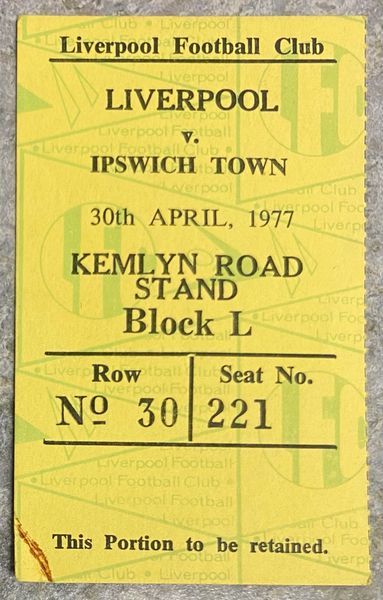 Liverpool Football Club
LIVERPOOL
v.
IPSWICH TOWN
30th APRIL, 1977
KEMLYN ROAD
STAND
Block L
Row Seat No.
Nº 30 221
This Portion to be retained.